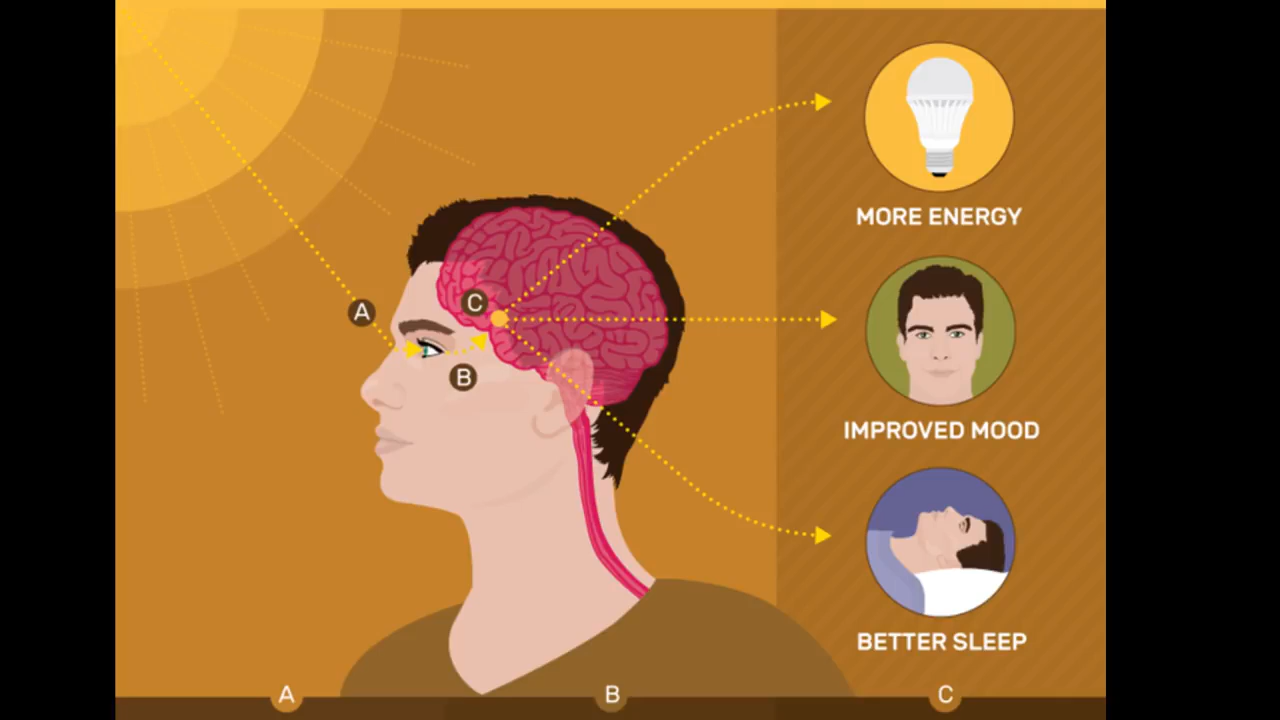 MORE ENERGY
A
C
B
IMPROVED MOOD
BETTER SLEEP
A B C